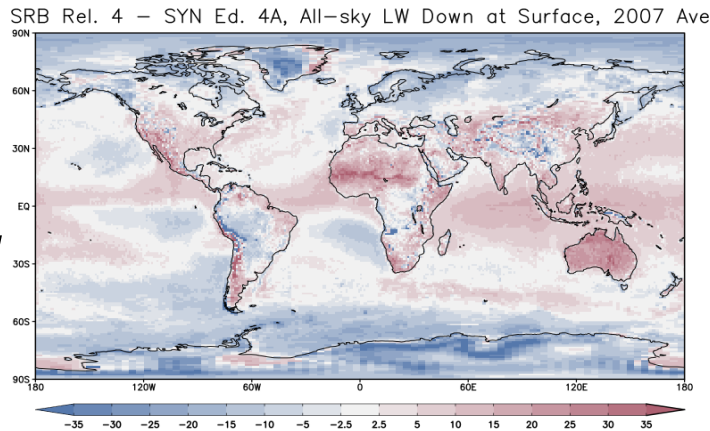 SRB Rel. 4 − SYN Ed. 4A, All−sky LW Down at Surface, 2007 Ave
90N
60N
30N
EQ
30S
60S
90S
180 120W 60W 0 60E 120E 180
−35 −30 −25 −20 −15 −10 −5 −2.5 2.5 5 10 15 20 25 30 35